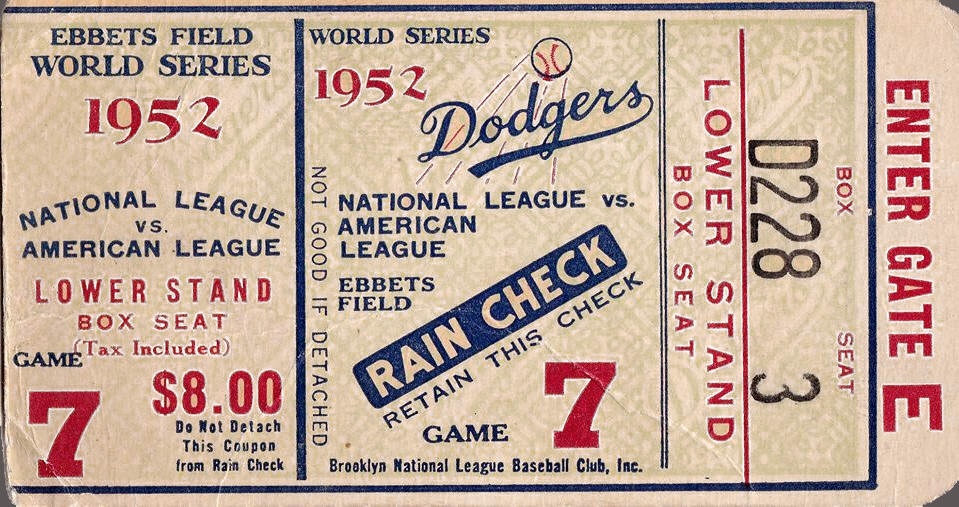 EBBETS FIELD
WORLD SERIES
1952
NATIONAL LEAGUE
vs.
AMERICAN LEAGUE
LOWER STAND
BOX SEAT
(Tax Included)
GAME
7
$8.00
Do Not Detach
This Coupon
from Rain Check
NOT GOOD IF DETACHED
WORLD SERIES
1952
Dodgers
NATIONAL LEAGUE vs.
AMERICAN
LEAGUE
EBBETS
FIELD
RAIN CHECK
RETAIN THIS CHECK
GAME
7
Brooklyn National League Baseball Club, Inc.
LOWER STAND
BOX SEAT
BOX
D228
SEAT
3
ENTER GATE E